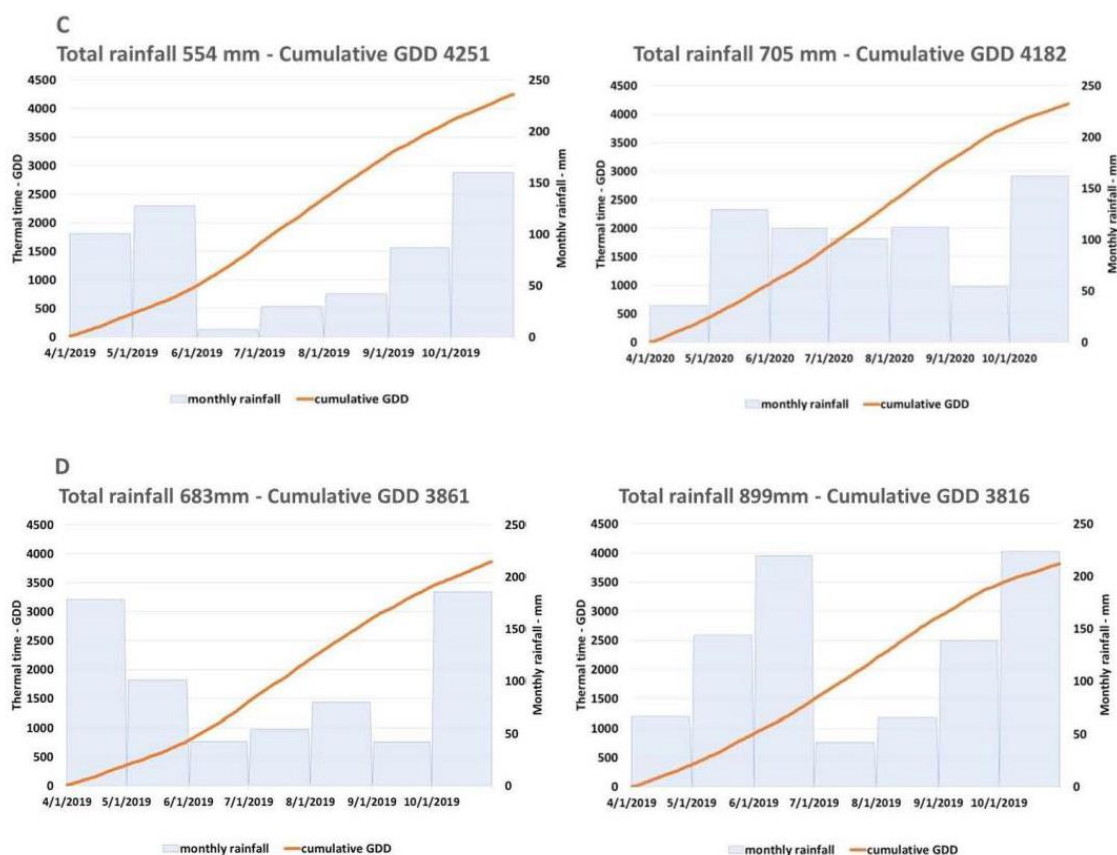 C
Total rainfall 554 mm - Cumulative GDD 4251
4500
4000
3500
3000
2500
2000
1500
1000
500
0
Thermal time - GDD
250
200
150
100
50
0
Monthly rainfall - mm
4/1/2019 5/1/2019 6/1/2019 7/1/2019 8/1/2019 9/1/2019 10/1/2019
monthly rainfall cumulative GDD
Total rainfall 705 mm - Cumulative GDD 4182
4500
4000
3500
3000
2500
2000
1500
1000
500
0
Thermal time - GDD
250
200
150
100
50
0
Monthly rainfall - mm
4/1/2020 5/1/2020 6/1/2020 7/1/2020 8/1/2020 9/1/2020 10/1/2020
monthly rainfall cumulative GDD
D
Total rainfall 683mm - Cumulative GDD 3861
4500
4000
3500
3000
2500
2000
1500
1000
500
0
Thermal time - GDD
250
200
150
100
50
0
Monthly rainfall - mm
4/1/2019 5/1/2019 6/1/2019 7/1/2019 8/1/2019 9/1/2019 10/1/2019
monthly rainfall cumulative GDD
Total rainfall 899mm - Cumulative GDD 3816
4500
4000
3500
3000
2500
2000
1500
1000
500
0
Thermal time - GDD
250
200
150
100
50
0
Monthly rainfall - mm
4/1/2019 5/1/2019 6/1/2019 7/1/2019 8/1/2019 9/1/2019 10/1/2019
monthly rainfall cumulative GDD